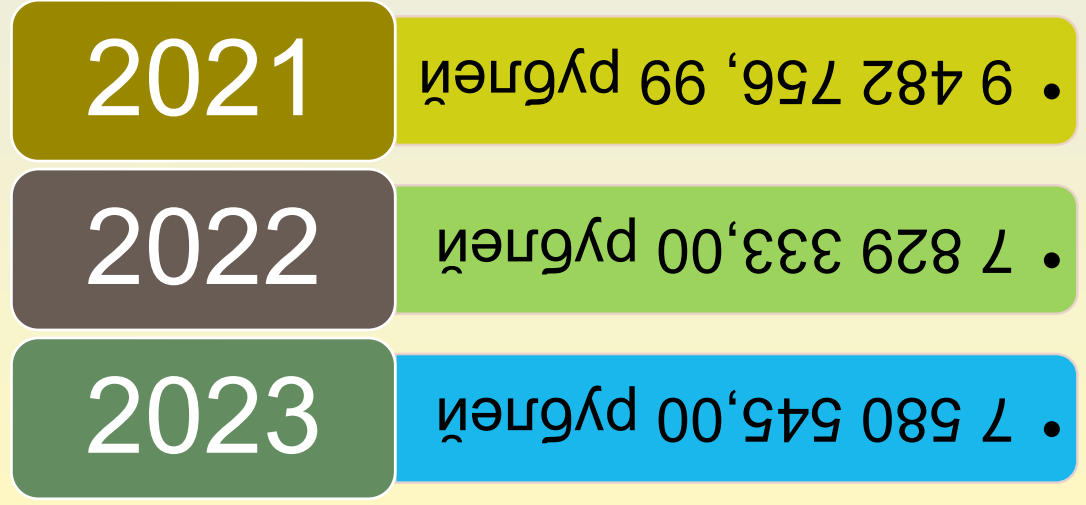 2021
• 9 482 756, 99 рублей
2022
• 7 829 333,00 рублей
2023
• 7 580 545,00 рублей